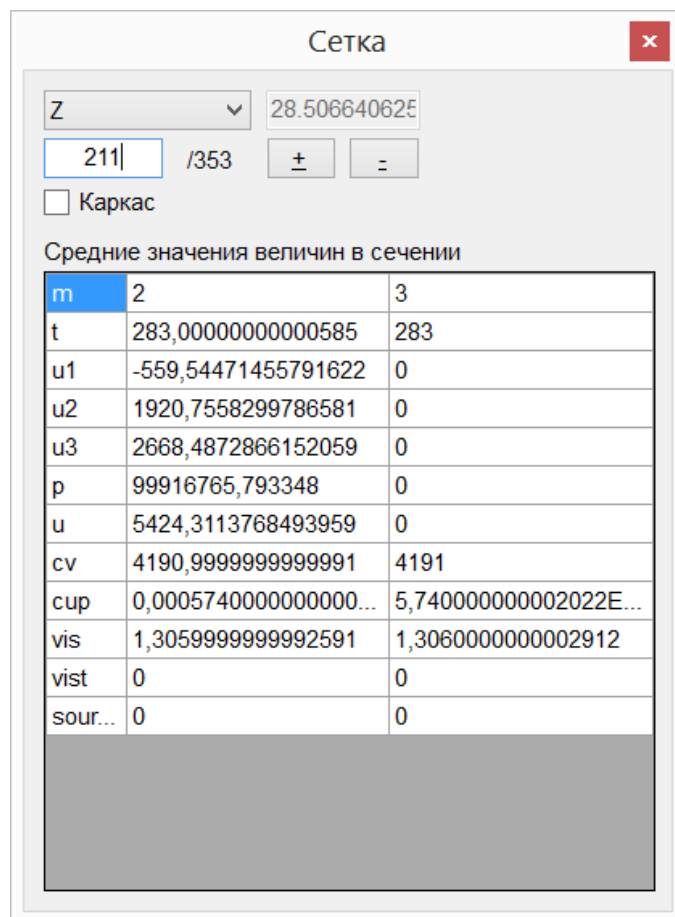 Сетка
Z 28.506640625
211 /353 + -
Каркас
Средние значения величин в сечении
m 2 3
t 283,00000000000585 283
u1 -559,54471455791622 0
u2 1920,7558299786581 0
u3 2668,4872866152059 0
p 99916765,793348 0
u 5424,3113768493959 0
cv 4190,9999999999991 4191
cup 0,0005740000000000... 5,740000000002022E...
vis 1,3059999999992591 1,3060000000002912
vist 0 0
sour... 0 0